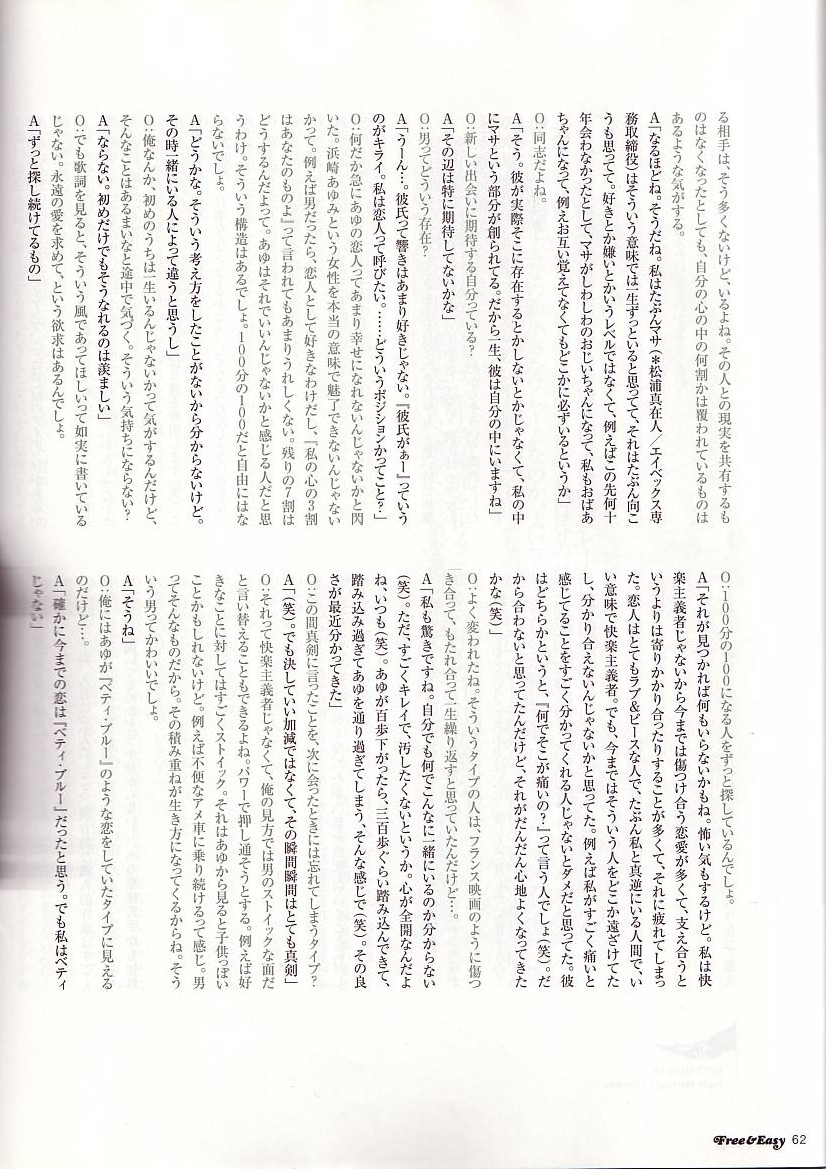 る相手は、そう多くないけど、いるよね。その人との現実を共有するも
のはなくなったとしても、自分の心の中の何割かは覆われているものは
あるような気がする。
A「なるほどね。そうだね。私はたぶんマサ(＊松浦真在人／エイベックス専
務取締役)はそういう意味では一生ずっといると思ってて。それはたぶん向こ
うも思ってて。好きとか嫌いとかいうレベルではなくて、例えばこの先何十
年会わなかったとして、マサがしわしわのおじいちゃんになって、私もおばあ
ちゃんになって、例えお互い覚えてなくてもどこかに必ずいるというか」
O:同志だよね。
A「そう。彼が実際そこに存在するとかしないとかじゃなくて、私の中
にマサという部分が創られてる。だから一生、彼は自分の中にいますね」
O:新しい出会いに期待する自分っている?
A「その辺は特に期待してないかな」
O:男ってどういう存在?
A「うーん…。彼氏って響きはあまり好きじゃない。『彼氏がぁー』っていう
のがキライ。私は恋人って呼びたい。……どういうポジションかってこと?」
O:何だか急にあゆの恋人ってあまり幸せになれないんじゃないかと閃
いた。浜崎あゆみという女性を本当の意味で魅了できないんじゃない
かって。例えば男だったら、恋人として好きなわけだし、『私の心の3割
はあなたのものよ』って言われてもあまりうれしくない。残りの7割は
どうするんだよって。あゆはそれでいいんじゃないかと感じる人だと思
うわけ。そういう構造はあるでしょ。100分の100だと自由にはな
らないでしょ。
A「どうかな。そういう考え方をしたことがないから分からないけど。
その時一緒にいる人によって違うと思うし」
O:俺なんか、初めのうちは一生いるんじゃないかって気がするんだけど、
そんなことはあるまいなと途中で気づく。そういう気持ちにならない?
A「ならない。初めだけでもそうなれるのは羨ましい」
O:でも歌詞を見ると、そういう風であってほしいって如実に書いている
じゃない。永遠の愛を求めて、という欲求はあるんでしょ。
A「ずっと探し続けてるもの」
O:100分の100になる人をずっと探しているんでしょ。
A「それが見つかれば何もいらないかもね。怖い気もするけど。私は快
楽主義者じゃないから今までは傷つけ合う恋愛が多くて、支え合うと
いうよりは寄りかかり合ったりすることが多くて、それに疲れてしまっ
た。恋人はとてもラブ&ピースな人で、たぶん私と真逆にいる人間で、い
い意味で快楽主義者。でも、今まではそういう人をどこか遠ざけてた
し、分かり合えないんじゃないかと思ってた。例えば私がすごく痛いと
感じてることをすごく分かってくれる人じゃないとダメだと思ってた。彼
はどちらかというと、『何でそこが痛いの?』って言う人でしょ(笑)。だ
から合わないと思ってたんだけど、それがだんだん心地よくなってきた
かな(笑)」
O:よく変われたね。そういうタイプの人は、フランス映画のように傷つ
き合って、もたれ合って一生繰り返すと思っていたんだけど…。
A「私も驚きですね。自分でも何でこんなに一緒にいるのか分からない
(笑)。ただ、すごくキレイで、汚したくないというか。心が全開なんだよ
ね、いつも(笑)。あゆが百歩下がったら、三百歩ぐらい踏み込んできて、
踏み込み過ぎてあゆを通り過ぎてしまう、そんな感じで(笑)。その良
さが最近分かってきた」
O:この間真剣に言ったことを、次に会ったときには忘れてしまうタイプ?
A「(笑)。でも決していい加減ではなくて、その瞬間瞬間はとても真剣」
O:それって快楽主義者じゃなくて、俺の見方では男のストイックな面だ
と言い替えることもできるよね。パワーで押し通そうとする。例えば好
きなことに対してはすごくストイック。それはあゆから見ると子供っぽい
ことかもしれないけど。例えば不便なアメ車に乗り続けるって感じ。男
ってそんなものだから。その積み重ねが生き方になってくるからね。そう
いう男ってかわいいでしょ。
A「そうね」
O:俺にはあゆが『ベティ・ブルー』のような恋をしていたタイプに見える
のだけど…。
A「確かに今までの恋は『ベティ・ブルー』だったと思う。でも私はベティ
じゃない」
Free&Easy 62